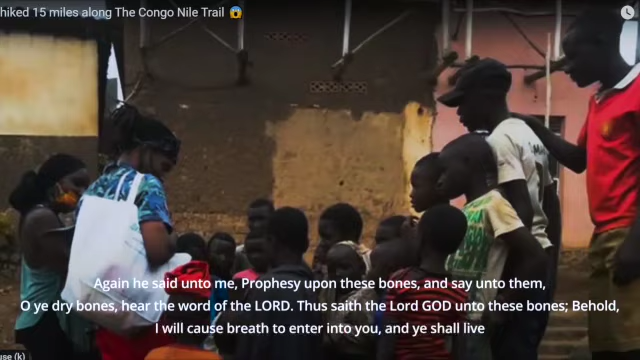 hiked 15 miles along The Congo Nile Trail 😱
Again he said unto me, Prophesy upon these bones, and say unto them,
O ye dry bones, hear the word of the LORD. Thus saith the Lord GOD unto these bones; Behold,
I will cause breath to enter into you, and ye shall live
use (k)